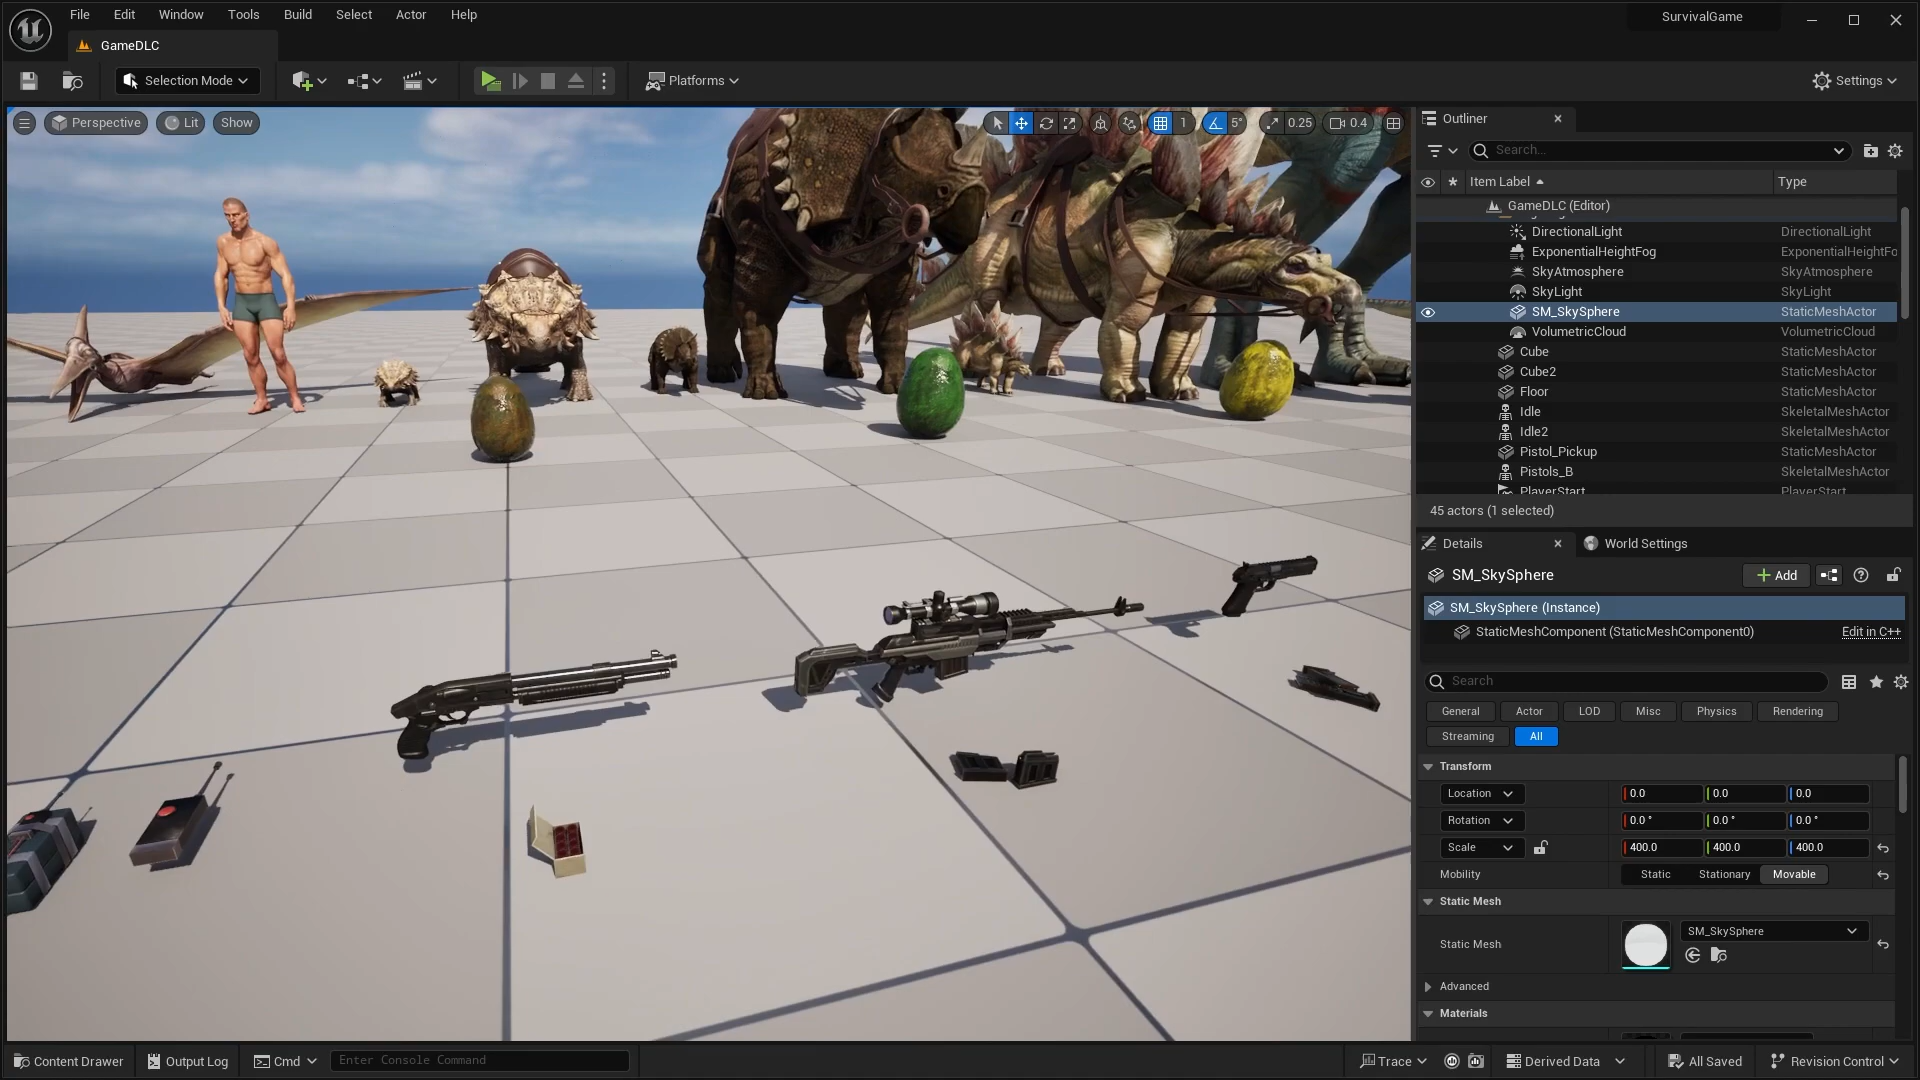 File Edit Window Tools Build Select Actor Help
SurvivalGame
GameDLC
Selection Mode
Platforms
Settings
Perspective Lit Show
1 5° 0.25 0.4
Outliner
Search...
Item Label Type
GameDLC (Editor)
DirectionalLight DirectionalLight
ExponentialHeightFog ExponentialHeightFo
SkyAtmosphere SkyAtmosphere
SkyLight SkyLight
SM_SkySphere StaticMeshActor
VolumetricCloud VolumetricCloud
Cube StaticMeshActor
Cube2 StaticMeshActor
Floor StaticMeshActor
Idle SkeletalMeshActor
Idle2 SkeletalMeshActor
Pistol_Pickup StaticMeshActor
Pistols_B SkeletalMeshActor
PlayerStart PlayerStart
45 actors (1 selected)
Details World Settings
SM_SkySphere
Add
SM_SkySphere (Instance)
StaticMeshComponent (StaticMeshComponent0) Edit in C++
Search
General Actor LOD Misc Physics Rendering
Streaming All
Transform
Location 0.0 0.0 0.0
Rotation 0.0 ° 0.0 ° 0.0 °
Scale 400.0 400.0 400.0
Mobility Static Stationary Movable
Static Mesh
Static Mesh SM_SkySphere
Advanced
Materials
Content Drawer Output Log Cmd Enter Console Command
Trace Derived Data All Saved Revision Control